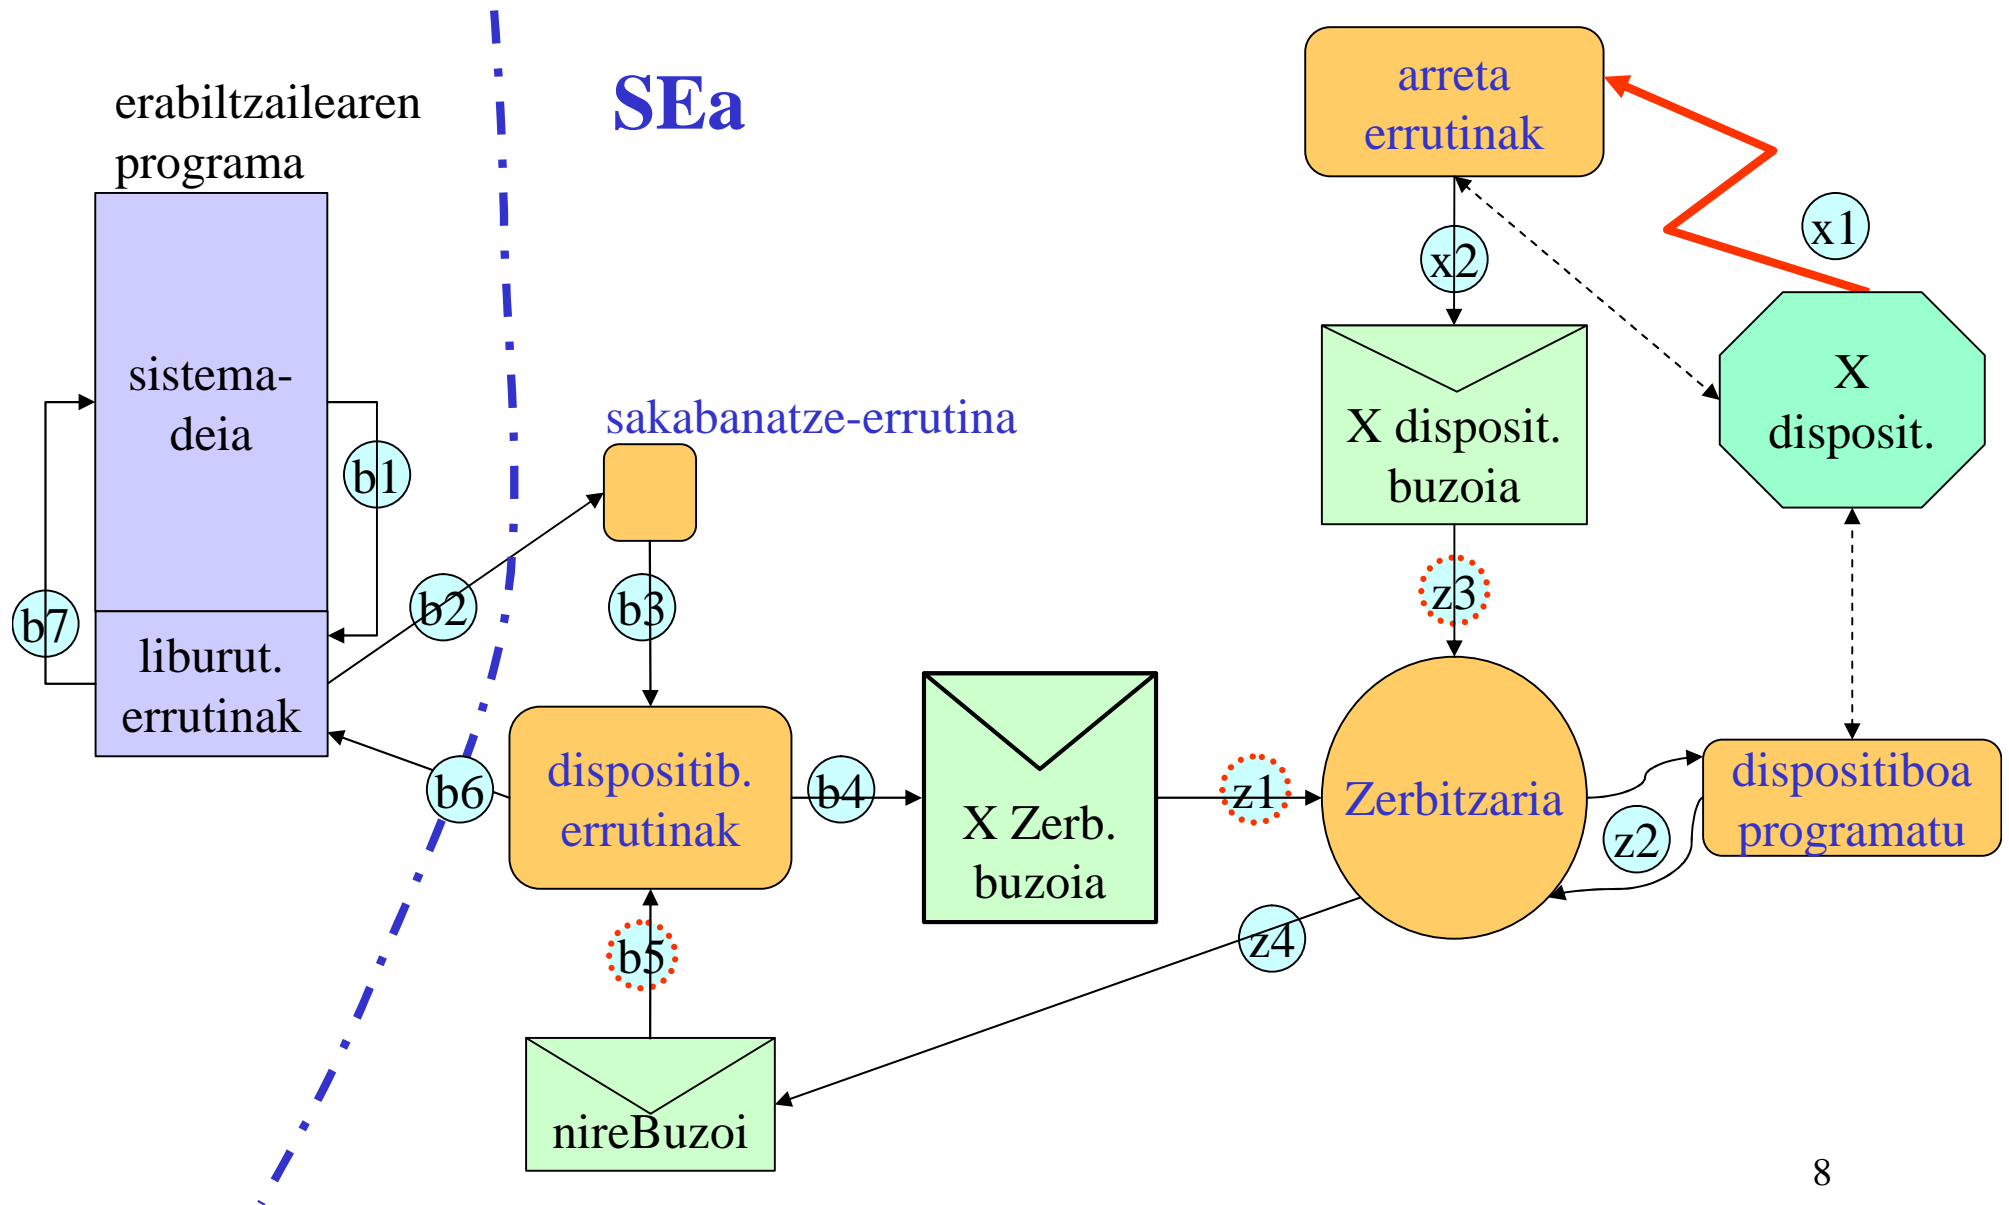 SEa
erabiltzailearen
programa
arreta
errutinak
x1
x2
sistema-
deia
X
disposit.
sakabanatze-errutina
X disposit.
buzoia
b1
b2
b3
z3
b7
liburut.
errutinak
b6
dispositib.
errutinak
b4
X Zerb.
buzoia
z1
Zerbitzaria
z2
dispositiboa
programatu
b5
z4
nireBuzoi
8